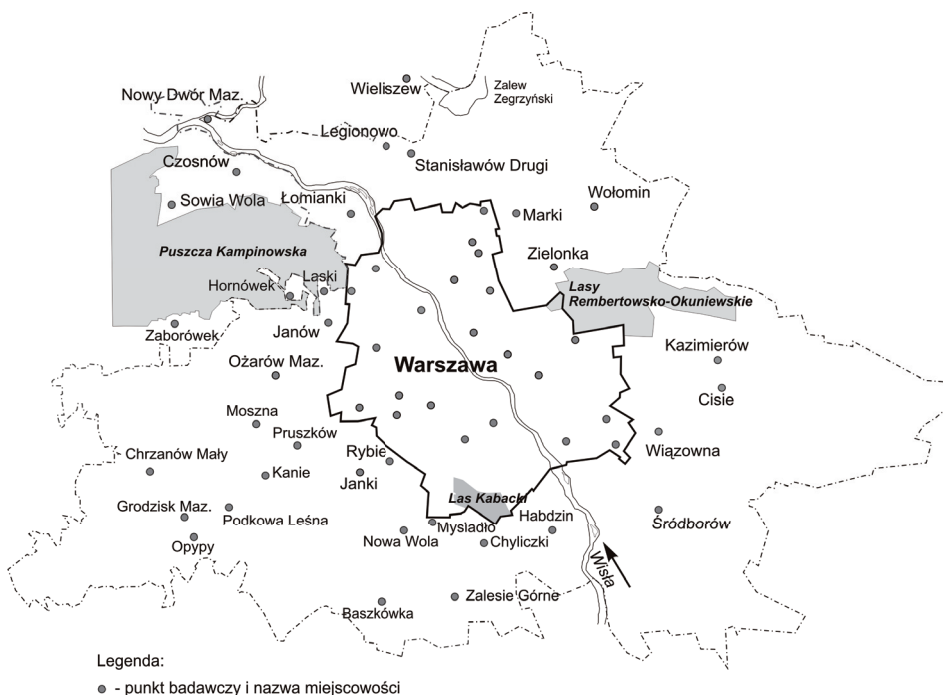 Wieliszew
Zalew
Zegrzyński
Nowy Dwór Maz.
Legionowo
Stanisławów Drugi
Czosnów
Sowia Wola
Łomianki
Wołomin
Marki
Puszcza Kampinowska
Zielonka
Laski
Hornówek
Lasy
Rembertowsko-Okuniewskie
Zaborówek
Janów
Kazimierów
Ożarów Maz.
Warszawa
Cisie
Moszna
Pruszków
Rybie
Wiązowna
Chrzanów Mały
Kanie
Janki
Las Kabacki
Grodzisk Maz.
Podkowa Leśna
Mysiadło
Habdzin
Śródborów
Opypy
Nowa Wola
Chyliczki
Wisła
Baszkówka
Zalesie Górne
Legenda:
- punkt badawczy i nazwa miejscowości